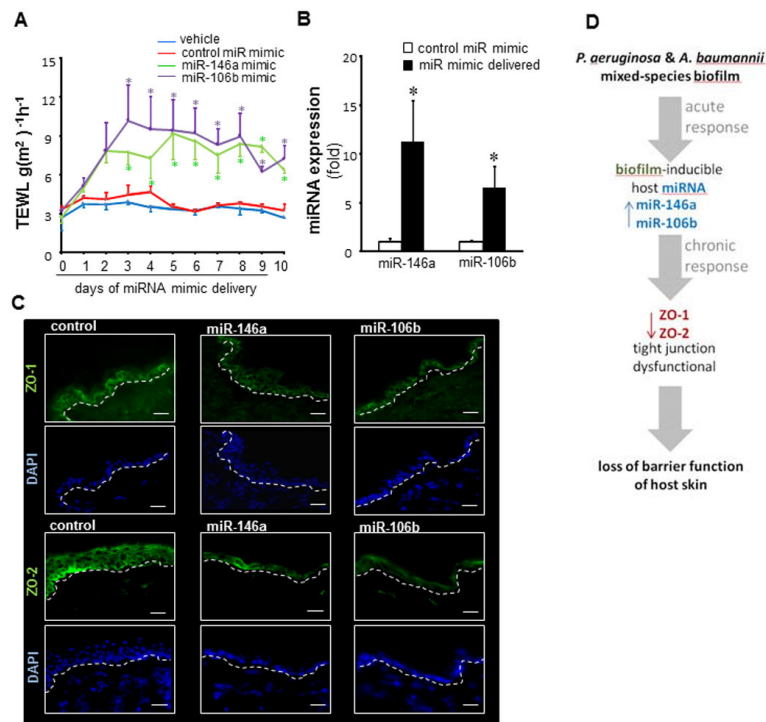 A
vehicle
control miR mimic
miR-146a mimic
miR-106b mimic
TEWL g(m²) -1h-1
15
12
9
6
3
0
* * * * * * * *
* * * * * * * *
0 1 2 3 4 5 6 7 8 9 10
days of miRNA mimic delivery
B
control miR mimic
miR mimic delivered
miRNA expression
(fold)
20
15
10
5
0
*
*
miR-146a miR-106b
C
control miR-146a miR-106b
ZO-1
DAPI
control miR-146a miR-106b
ZO-2
DAPI
D
P. aeruginosa & A. baumannii
mixed-species biofilm
acute
response
biofilm-inducible
host miRNA
miR-146a
miR-106b
chronic
response
ZO-1
ZO-2
tight junction
dysfunctional
loss of barrier function
of host skin